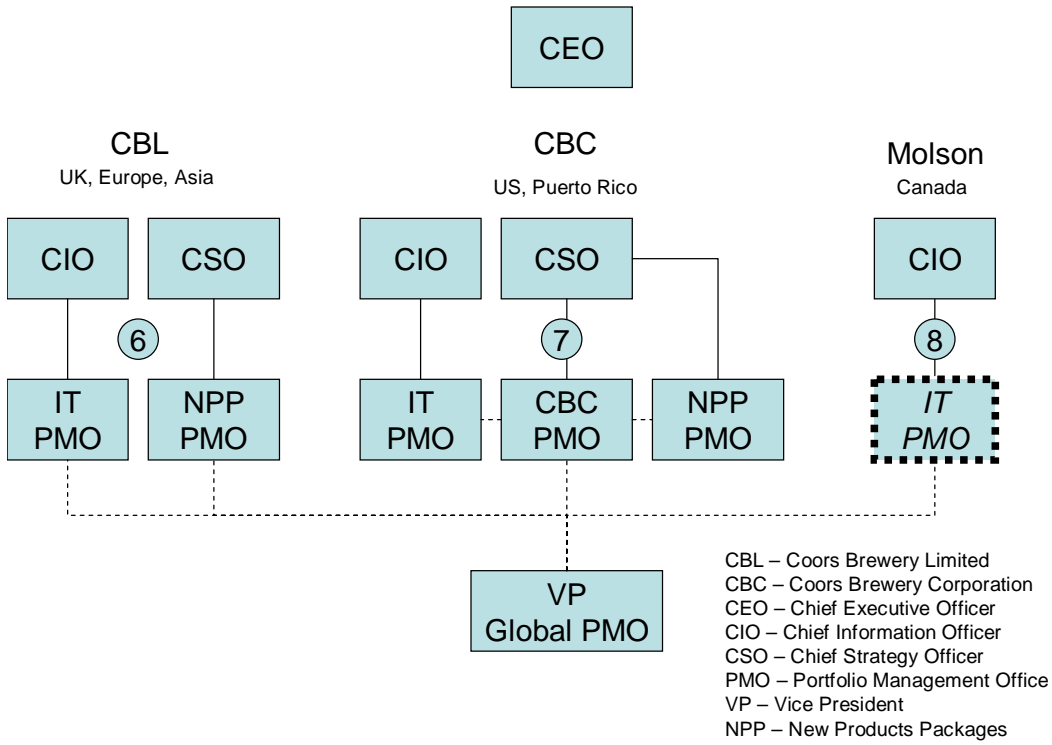 CEO
CBL
UK, Europe, Asia
CBC
US, Puerto Rico
Molson
Canada
CIO
CSO
CIO
CSO
CIO
6
7
8
IT
PMO
NPP
PMO
IT
PMO
CBC
PMO
NPP
PMO
IT
PMO
VP
Global PMO
CBL – Coors Brewery Limited
CBC – Coors Brewery Corporation
CEO – Chief Executive Officer
CIO – Chief Information Officer
CSO – Chief Strategy Officer
PMO – Portfolio Management Office
VP – Vice President
NPP – New Products Packages